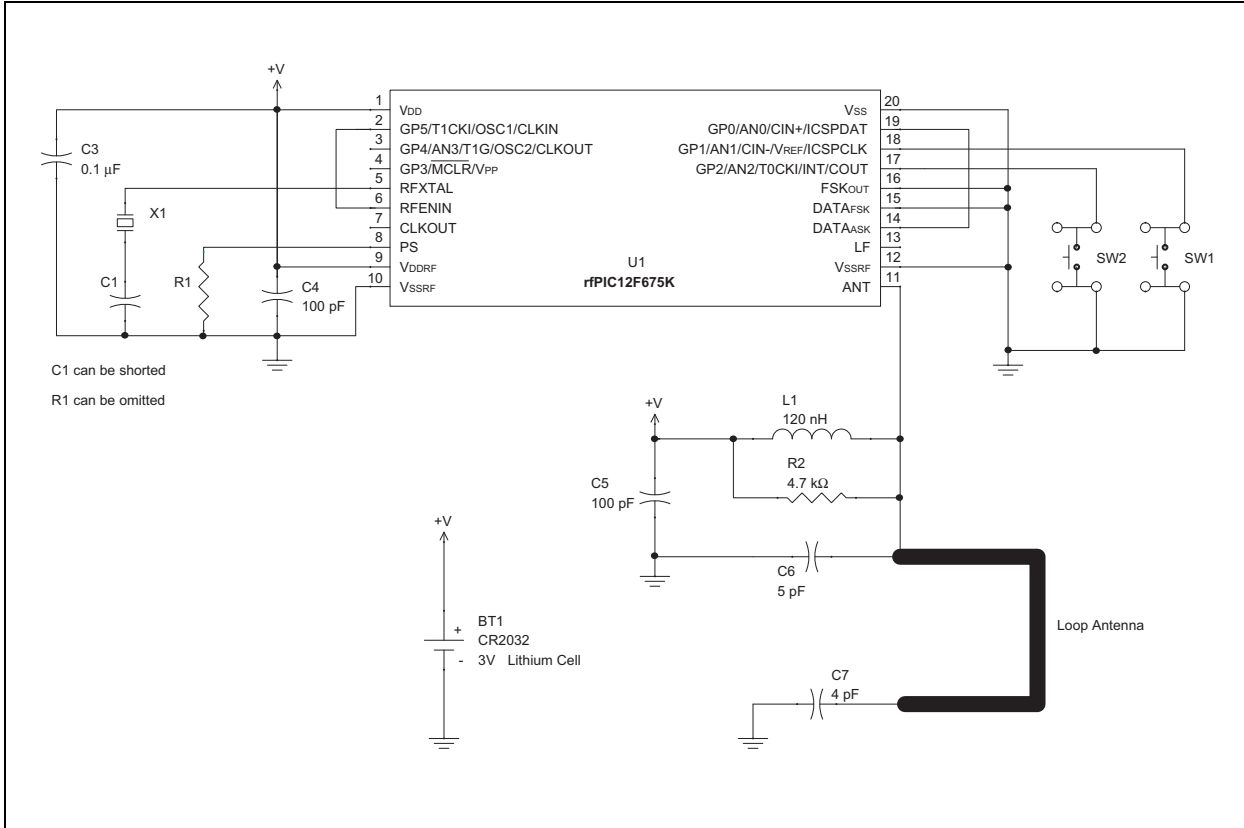 +V
C3
0.1 µF
X1
C1
R1
C4
100 pF
C1 can be shorted
R1 can be omitted
1 VDD
2 GP5/T1CKI/OSC1/CLKIN
3 GP4/AN3/T1G/OSC2/CLKOUT
4 GP3/MCLR/VPP
5 RFXTAL
6 RFENIN
7 CLKOUT
8 PS
9 VDDRF
10 VSSRF
U1
rfPIC12F675K
VSS 20
GP0/AN0/CIN+/ICSPDAT 19
GP1/AN1/CIN-/VREF/ICSPCLK 18
GP2/AN2/T0CKI/INT/COUT 17
FSKOUT 16
DATAFSK 15
DATAASK 14
LF 13
VSSRF 12
ANT 11
SW2
SW1
+V
L1
120 nH
R2
4.7 kΩ
C5
100 pF
C6
5 pF
+V
+
BT1
CR2032
- 3V Lithium Cell
Loop Antenna
C7
4 pF